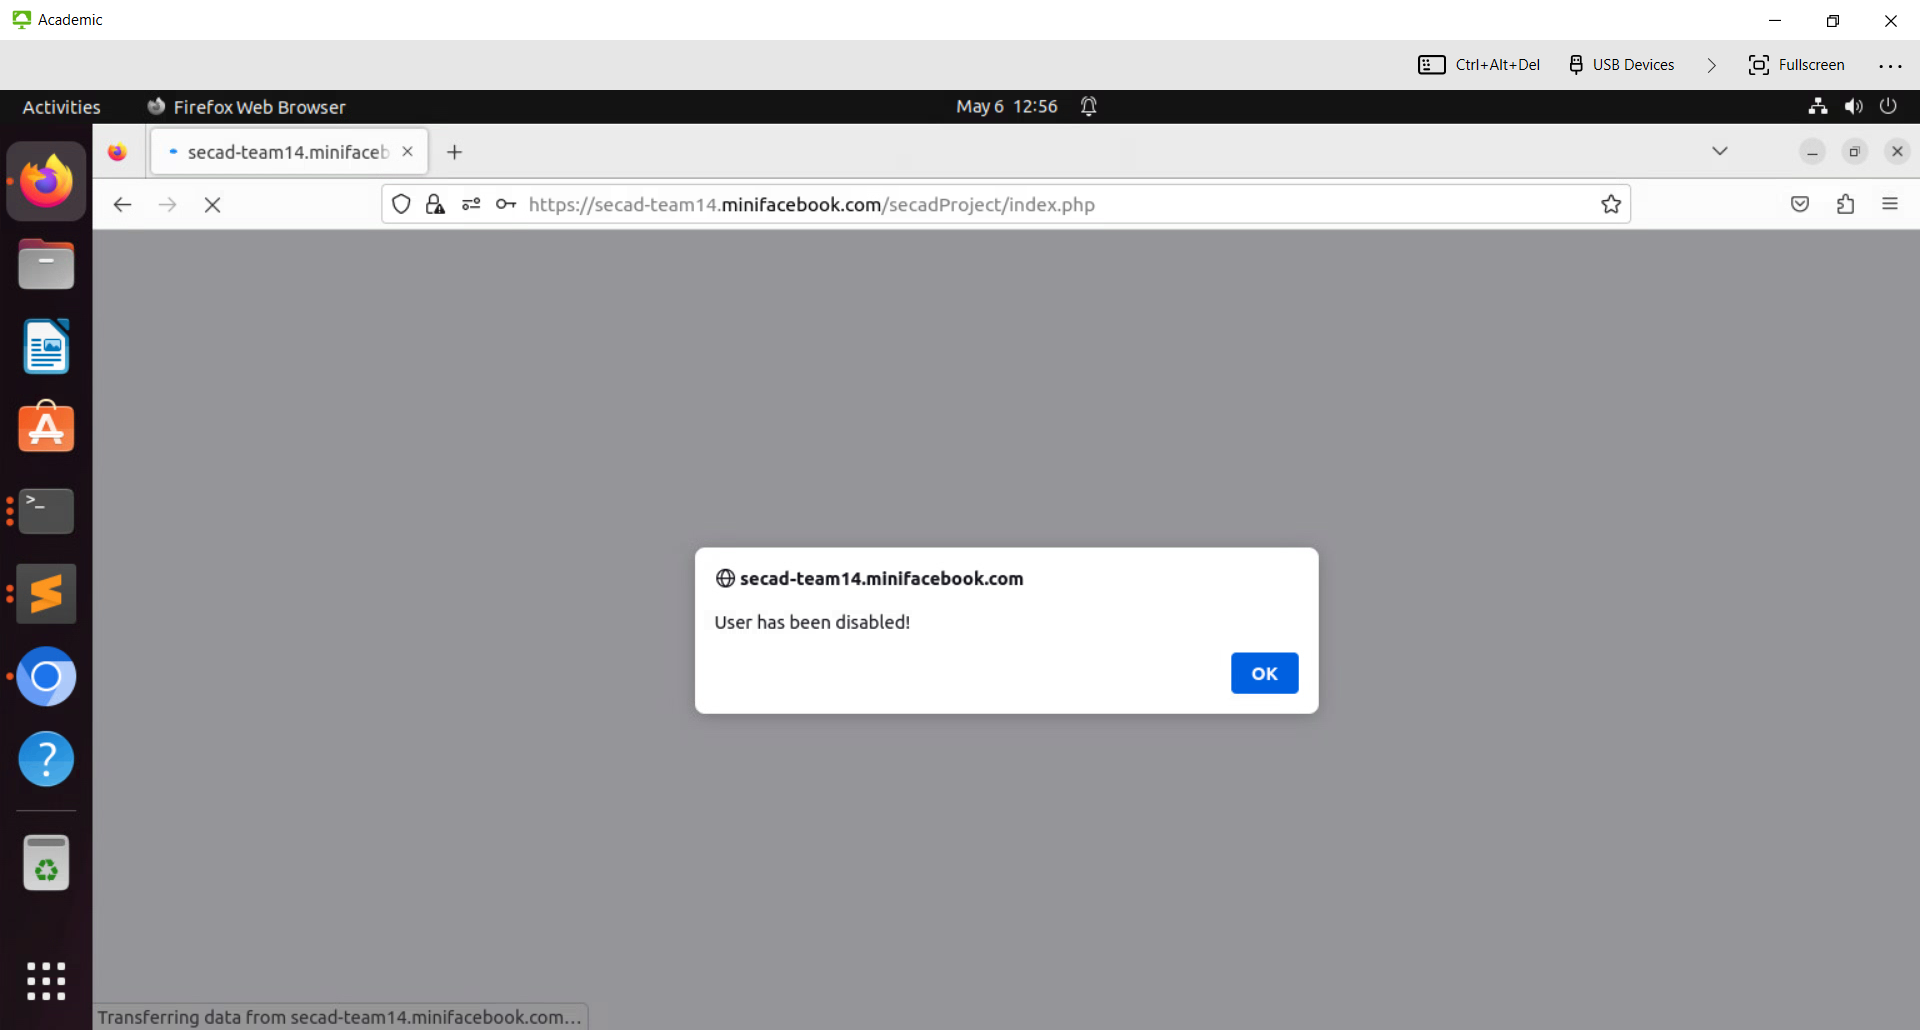 Academic
Ctrl+Alt+Del USB Devices Fullscreen
Activities Firefox Web Browser May 6 12:56
secad-team14.minifaceb
https://secad-team14.minifacebook.com/secadProject/index.php
secad-team14.minifacebook.com
User has been disabled!
OK
Transferring data from secad-team14.minifacebook.com...